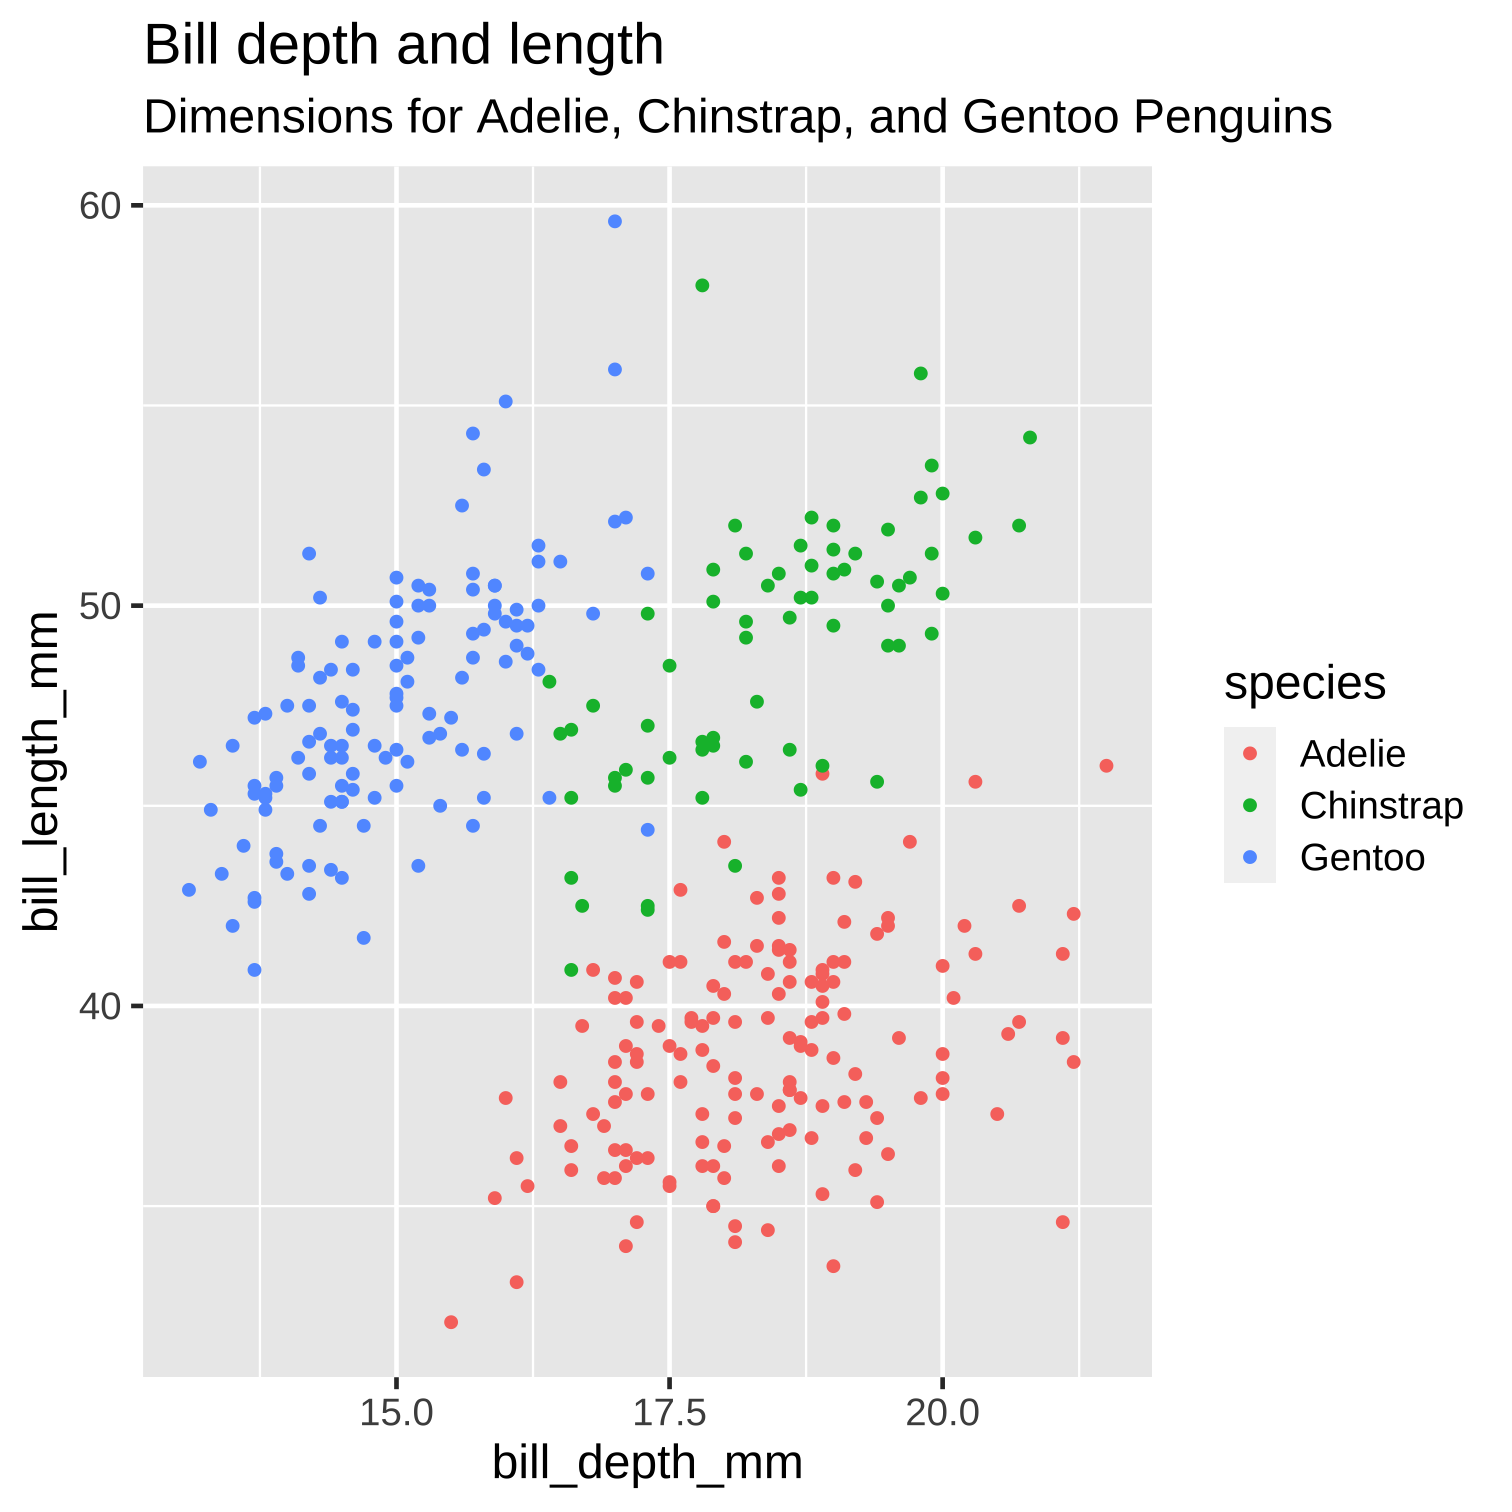 Bill depth and length
Dimensions for Adelie, Chinstrap, and Gentoo Penguins
60
50
40
bill_length_mm
15.0 17.5 20.0
bill_depth_mm
species
Adelie
Chinstrap
Gentoo